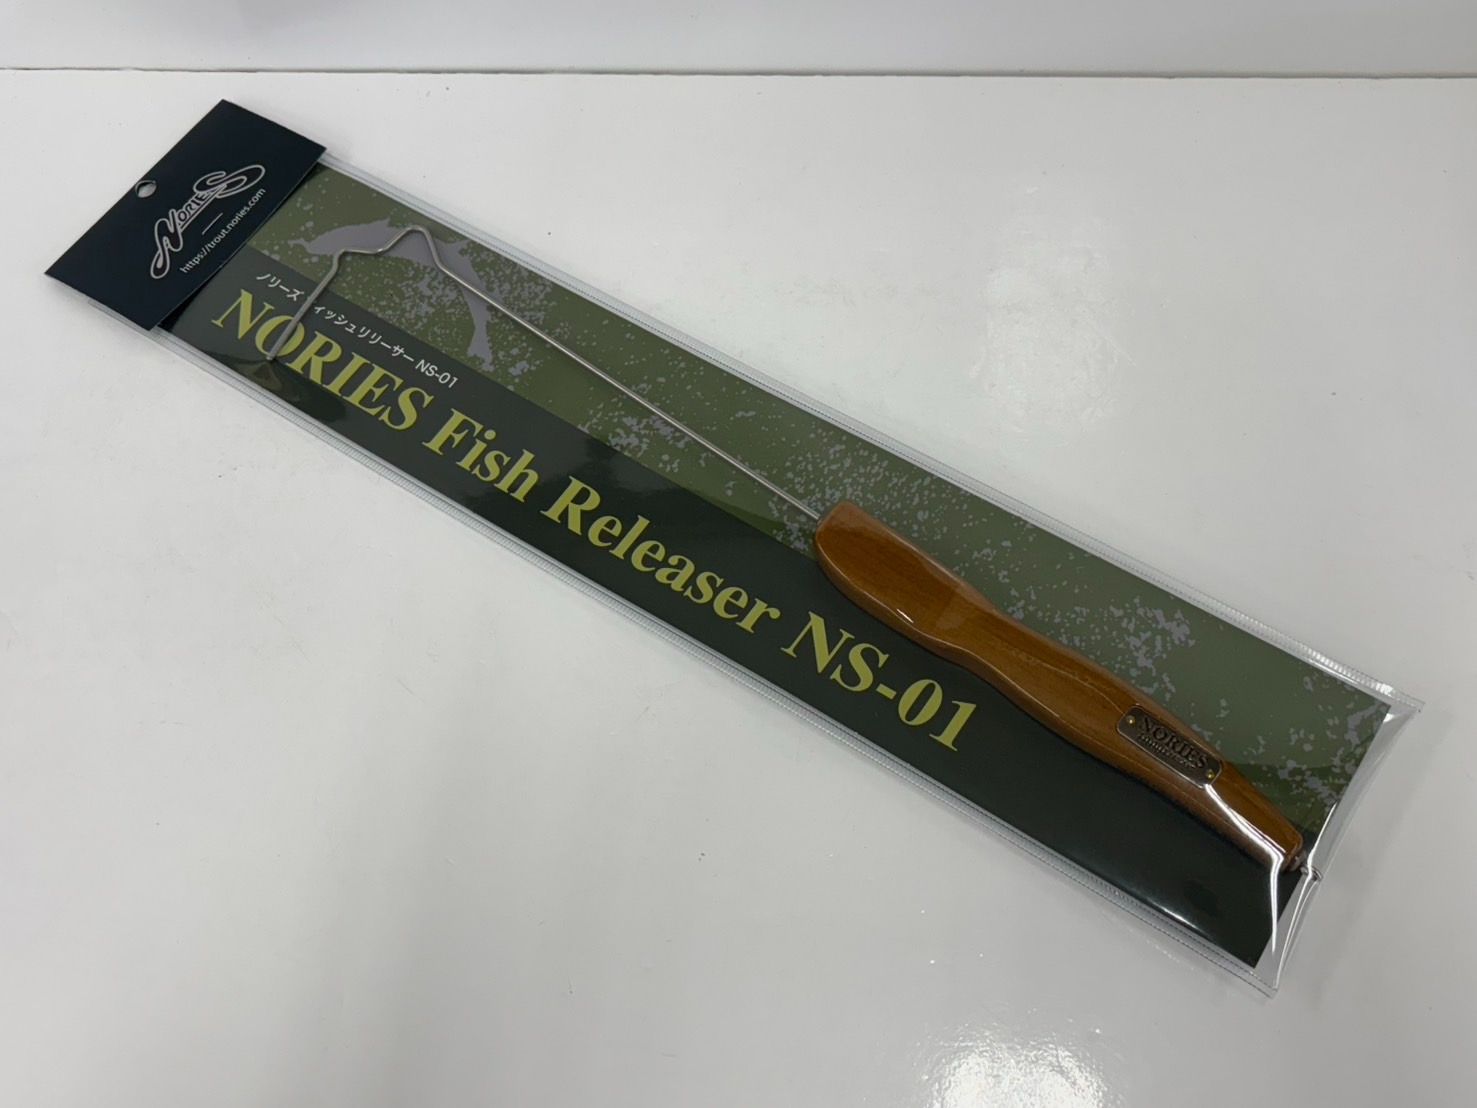 NORIES
https://trout.nories.com
ノリーズ ィッシュリリーサー NS-01
NORIES Fish Releaser NS-01
NORIES